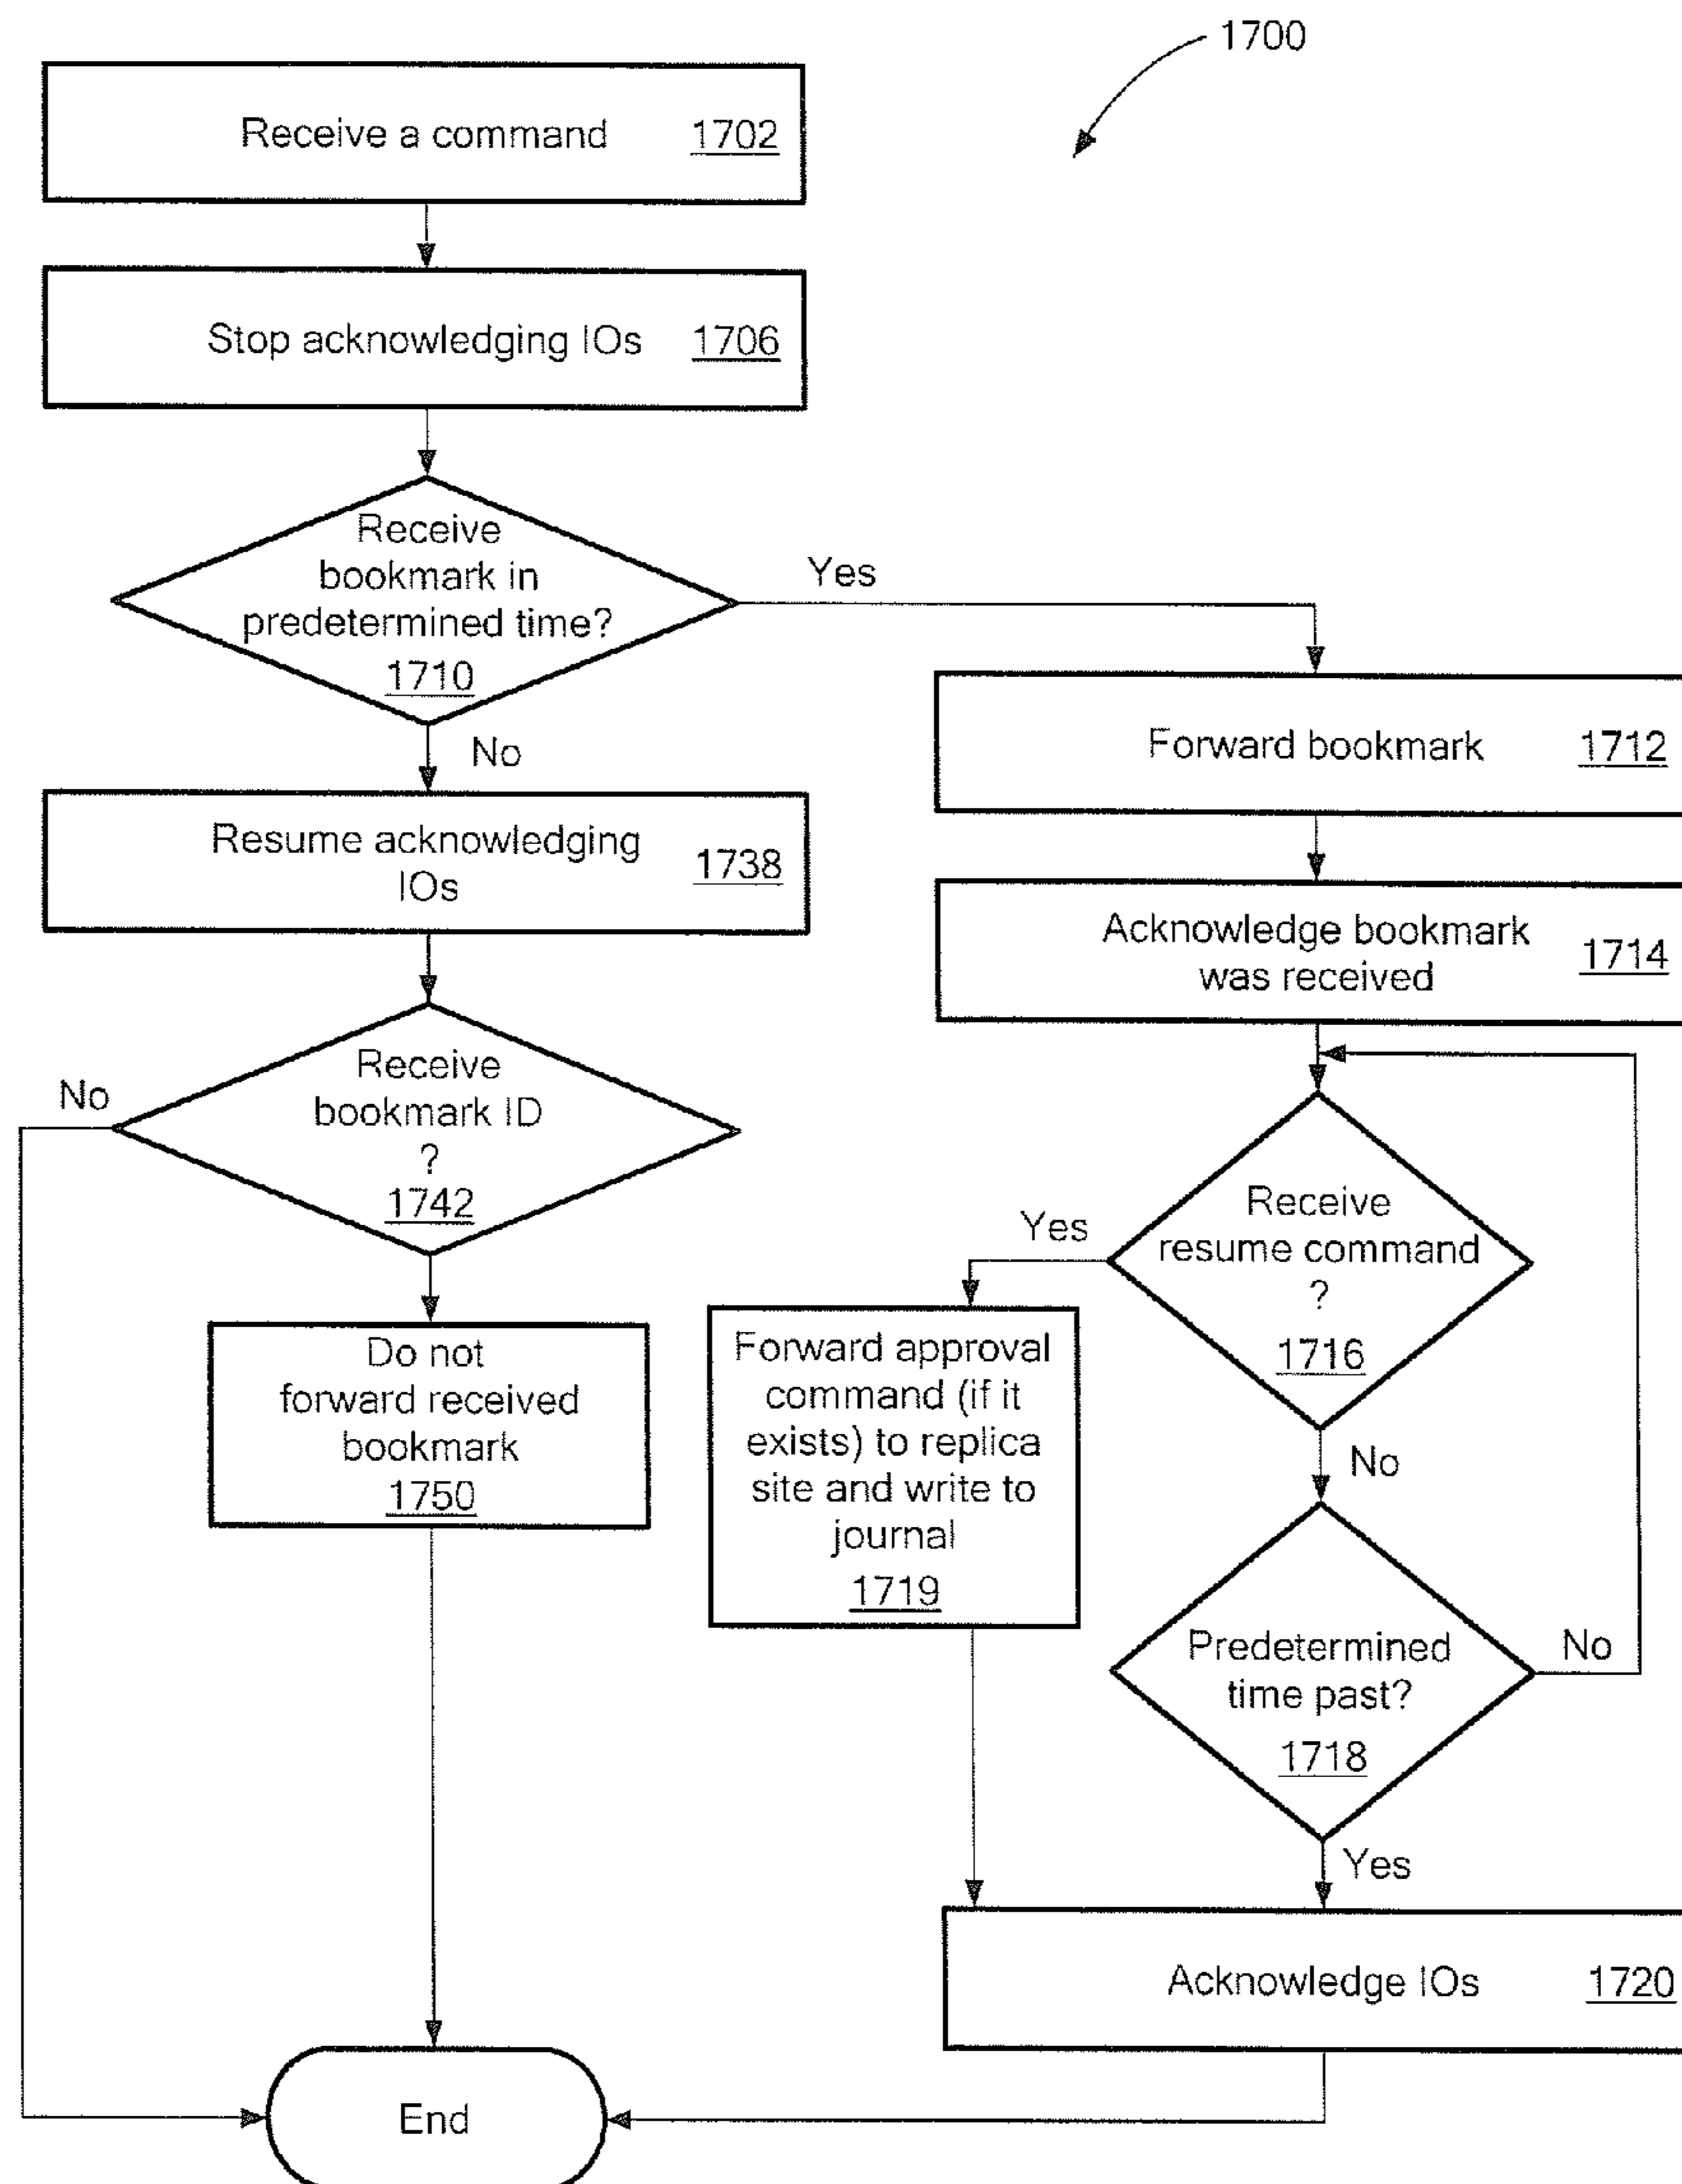 1700
Receive a command 1702
Stop acknowledging IOs 1706
Receive
bookmark in
predetermined time?
1710
Yes
No
Forward bookmark 1712
Resume acknowledging
IOs
1738
Acknowledge bookmark
was received
1714
Receive
bookmark ID
?
1742
No
Do not
forward received
bookmark
1750
Receive
resume command
?
1716
Yes
No
Forward approval
command (if it
exists) to replica
site and write to
journal
1719
Predetermined
time past?
1718
No
Yes
Acknowledge IOs 1720
End